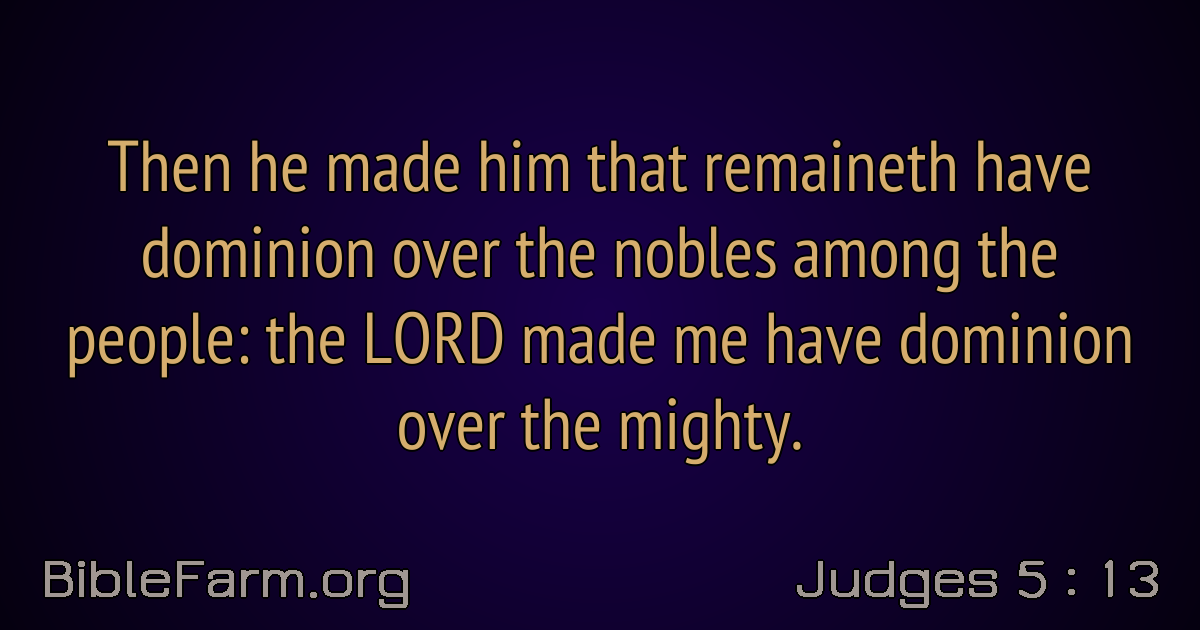 Then he made him that remaineth have
dominion over the nobles among the
people: the LORD made me have dominion
over the mighty.
BibleFarm.org
Judges 5 : 13